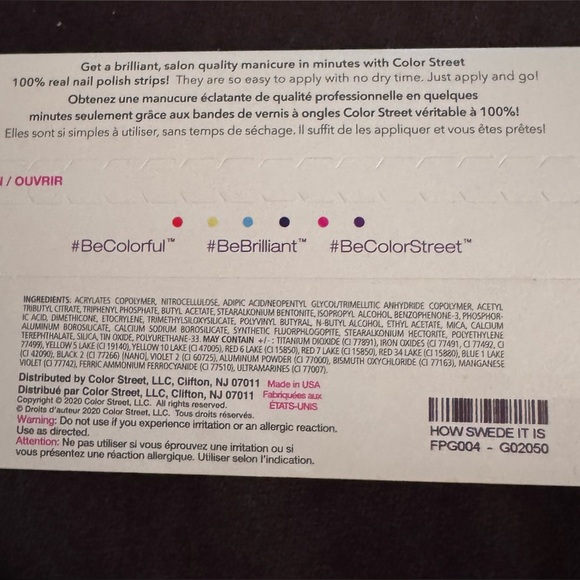 Get a brilliant, salon quality manicure in minutes with Color Street
100% real nail polish strips! They are so easy to apply with no dry time. Just apply and go!
Obtenez une manucure éclatante de qualité professionnelle en quelques
minutes seulement grâce aux bandes de vernis à ongles Color Street véritable à 100%!
Elles sont si simples à utiliser, sans temps de séchage. Il suffit de les appliquer et vous êtes prêtes!
/ OUVRIR
#BeColorful™ #BeBrilliant™ #BeColorStreet™
INGREDIENTS: ACRYLATES COPOLYMER, NITROCELLULOSE, ADIPIC ACID/NEOPENTYL GLYCOL/TRIMELLITIC ANHYDRIDE COPOLYMER, ACETYL
TRIBUTYL CITRATE, TRIPHENYL PHOSPHATE, BUTYL ACETATE, STEARALKONIUM BENTONITE, ISOPROPYL ALCOHOL, BENZOPHENONE-3, PHOSPHOR-
IC ACID, DIMETHICONE, ETOCRYLENE, TRIMETHYLSILOXYSILICATE, POLYVINYL BUTYRAL, N-BUTYL ALCOHOL, ETHYL ACETATE, MICA, CALCIUM
ALUMINUM BOROSILICATE, CALCIUM SODIUM BOROSILICATE, SYNTHETIC FLUORPHLOGOPITE, STEARALKONIUM HECTORITE, POLYETHYLENE
TEREPHTHALATE, SILICA, TIN OXIDE, POLYURETHANE-33. MAY CONTAIN +/-: TITANIUM DIOXIDE (CI 77891), IRON OXIDES (CI 77491, CI 77492, CI
77499), YELLOW 5 LAKE (CI 19140), YELLOW 10 LAKE (CI 47005), RED 6 LAKE (CI 15850), RED 7 LAKE (CI 15850), RED 34 LAKE (CI 15880), BLUE 1 LAKE
(CI 42090), BLACK 2 (CI 77266) (NANO), VIOLET 2 (CI 60725), ALUMINUM POWDER (CI 77000), BISMUTH OXYCHLORIDE (CI 77163), MANGANESE
VIOLET (CI 77742), FERRIC AMMONIUM FERROCYANIDE (CI 77510), ULTRAMARINES (CI 77007).
Distributed by Color Street, LLC, Clifton, NJ 07011 Made in USA
Distribué par Color Street, LLC, Clifton, NJ 07011 Fabriquées aux
Copyright © 2020 Color Street, LLC. All rights reserved. ÉTATS-UNIS
© Droits d'auteur 2020 Color Street, LLC. Tous droits réservés.
Warning: Do not use if you experience irritation or an allergic reaction.
Use as directed.
Attention: Ne pas utiliser si vous éprouvez une irritation ou si
vous présentez une réaction allergique. Utiliser selon l'indication.
HOW SWEDE IT IS
FPG004 - G02050